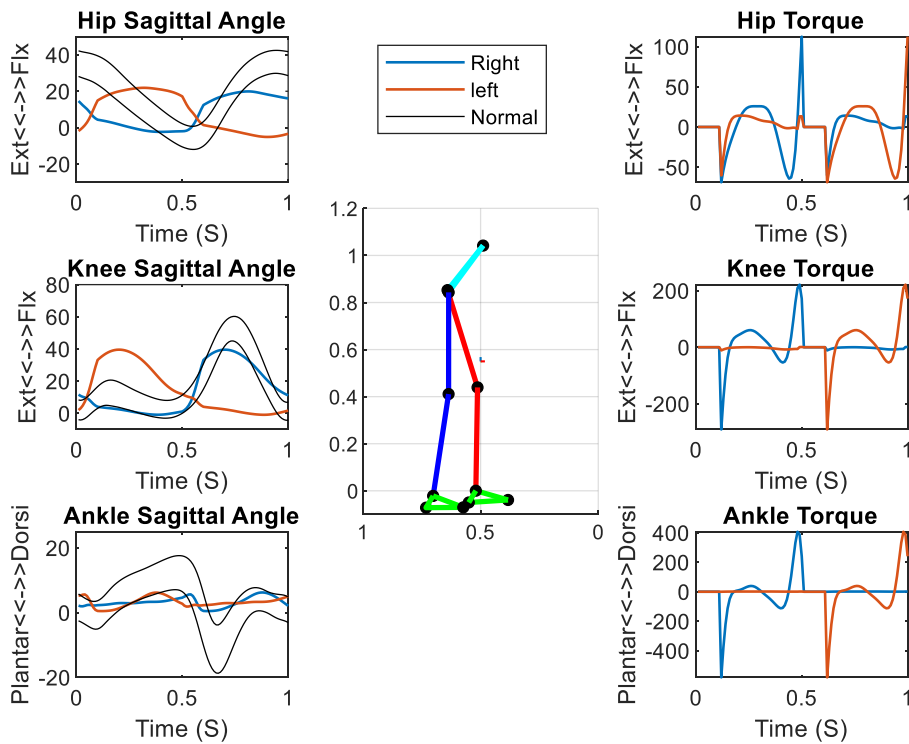 Hip Sagittal Angle
Ext<<->>Flx
40
20
0
-20
0
0.5
1
Time (S)
Right
left
Normal
Hip Torque
Ext<<->>Flx
100
50
0
-50
0
0.5
1
Time (S)
Knee Sagittal Angle
Ext<<->>Flx
80
60
40
20
0
0
0.5
1
Time (S)
1.2
1
0.8
0.6
0.4
0.2
0
1
0.5
0
Knee Torque
Ext<<->>Flx
200
0
-200
0
0.5
1
Time (S)
Ankle Sagittal Angle
Plantar<<->>Dorsi
20
0
-20
0
0.5
1
Time (S)
Ankle Torque
Plantar<<->>Dorsi
400
200
0
-200
-400
0
0.5
1
Time (S)